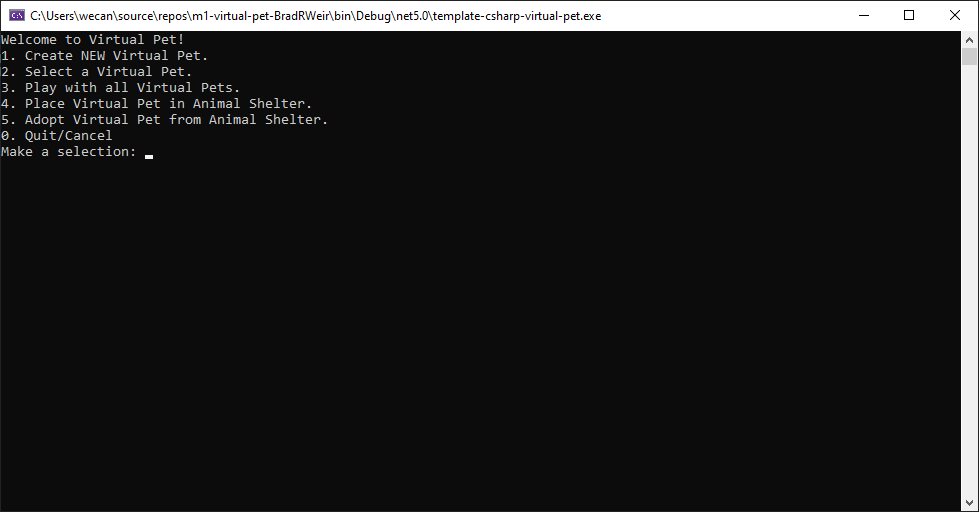 C:\Users\wecan\source\repos\m1-virtual-pet-BradRWeir\bin\Debug\net5.0\template-csharp-virtual-pet.exe
Welcome to Virtual Pet!
1. Create NEW Virtual Pet.
2. Select a Virtual Pet.
3. Play with all Virtual Pets.
4. Place Virtual Pet in Animal Shelter.
5. Adopt Virtual Pet from Animal Shelter.
0. Quit/Cancel
Make a selection: